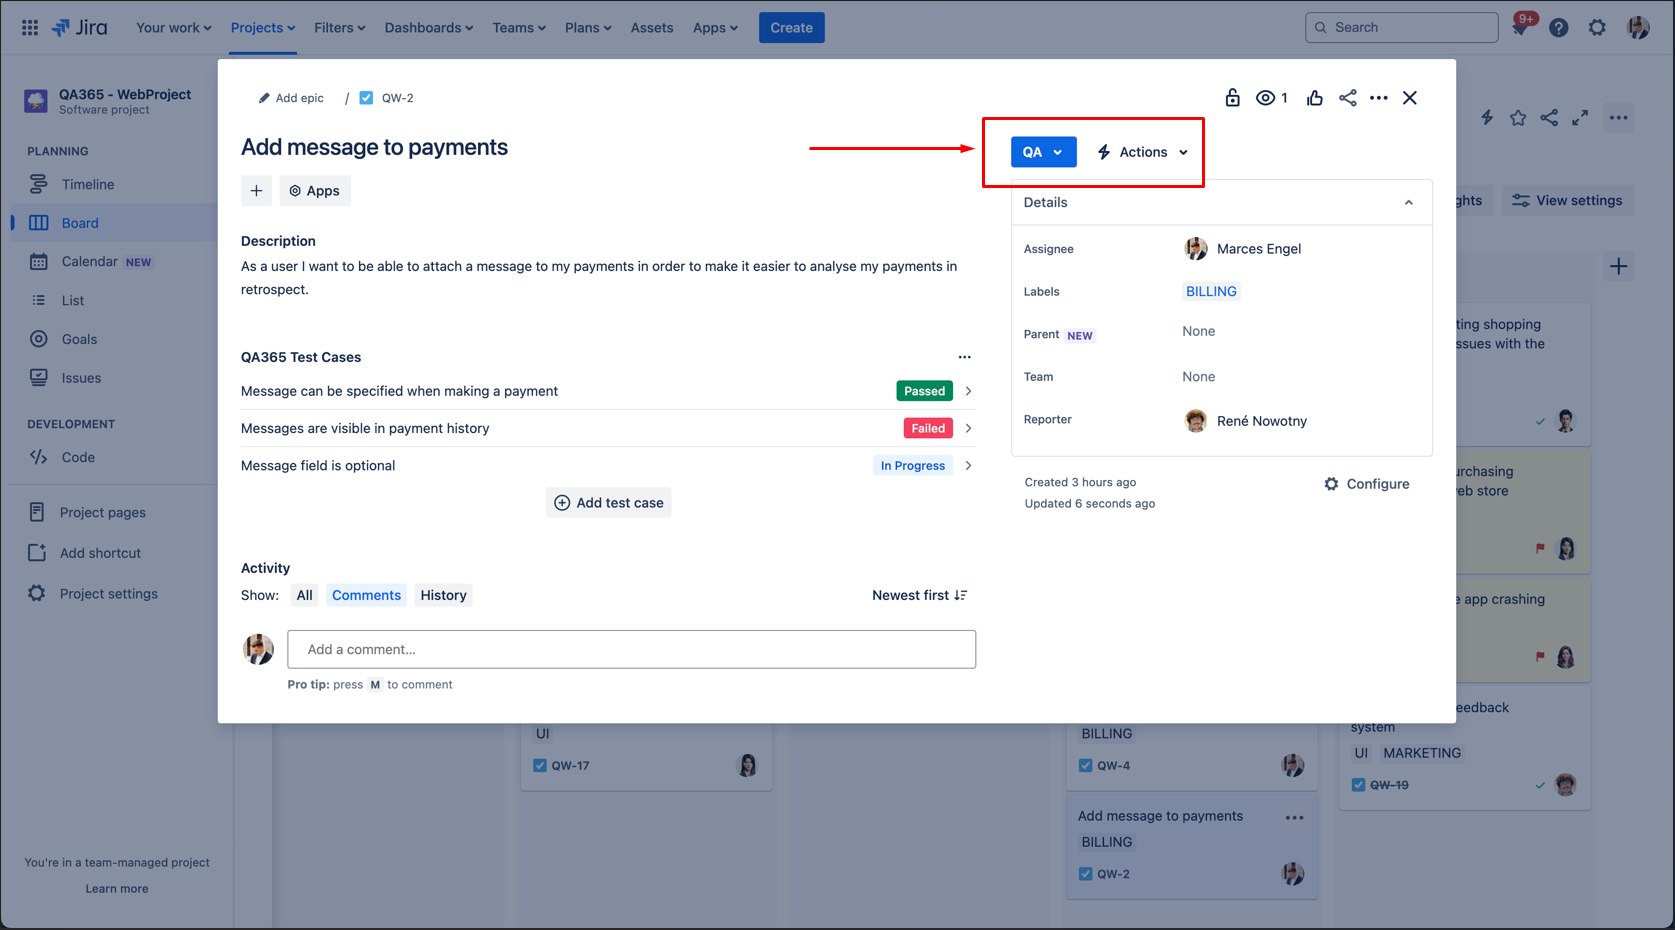 Jira
Your work
Projects
Filters
Dashboards
Teams
Plans
Assets
Apps
Create
Search
9+
QA365 - WebProject
Software project
PLANNING
Timeline
Board
Calendar NEW
List
Goals
Issues
DEVELOPMENT
Code
Project pages
Add shortcut
Project settings
You're in a team-managed project
Learn more
Add epic / QW-2
1
Add message to payments
Apps
Description
As a user I want to be able to attach a message to my payments in order to make it easier to analyse my payments in
retrospect.
QA365 Test Cases
Message can be specified when making a payment Passed
Messages are visible in payment history Failed
Message field is optional In Progress
Add test case
Activity
Show: All Comments History
Newest first
Add a comment...
Pro tip: press M to comment
QA
Actions
Details
Assignee Marces Engel
Labels BILLING
Parent NEW None
Team None
Reporter René Nowotny
Created 3 hours ago
Updated 6 seconds ago
Configure
ghts
View settings
ting shopping
ssues with the
urchasing
eb store
e app crashing
eedback
system
UI MARKETING
QW-19
UI
QW-17
BILLING
QW-4
Add message to payments
BILLING
QW-2